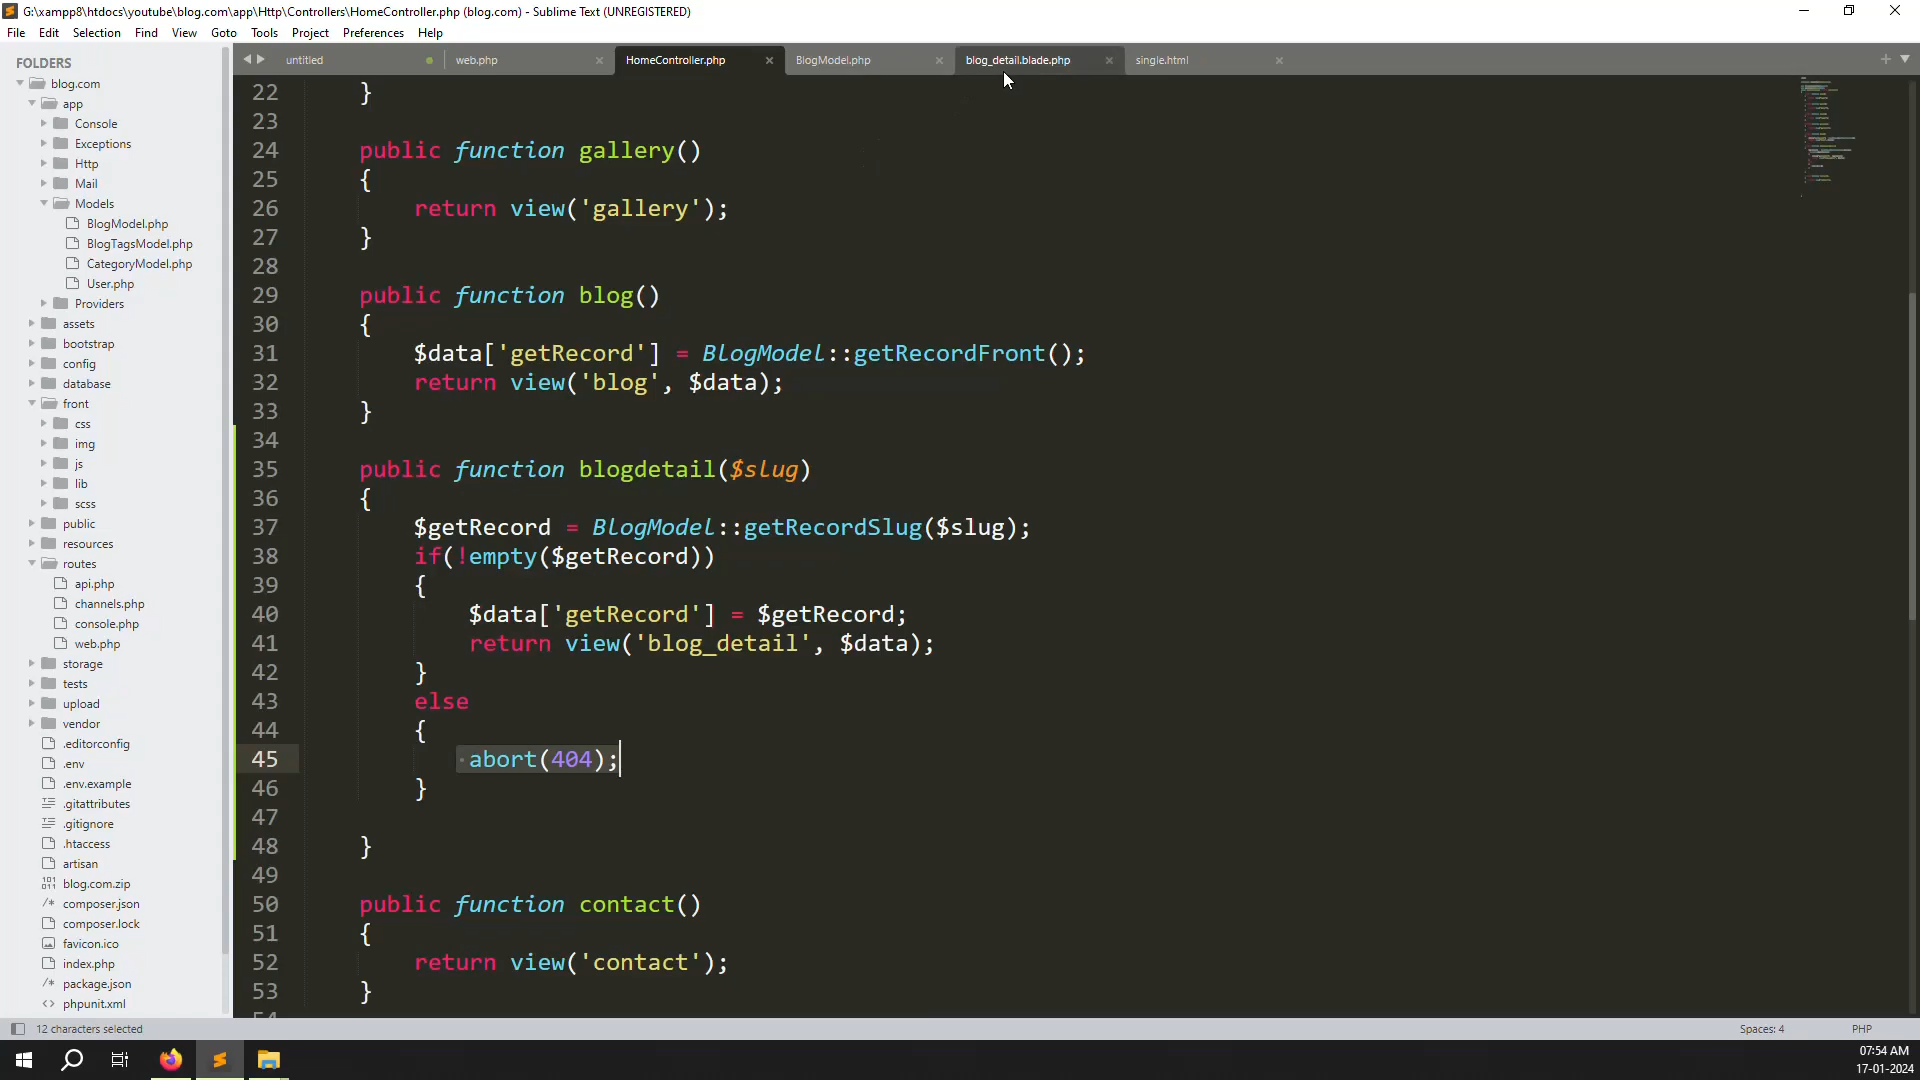 G:\xampp8\htdocs\youtube\blog.com\app\Http\Controllers\HomeController.php (blog.com) - Sublime Text (UNREGISTERED)
File Edit Selection Find View Goto Tools Project Preferences Help
FOLDERS
blog.com
app
Console
Exceptions
Http
Mail
Models
BlogModel.php
BlogTagsModel.php
CategoryModel.php
User.php
Providers
assets
bootstrap
config
database
front
css
img
js
lib
scss
public
resources
routes
api.php
channels.php
console.php
web.php
storage
tests
upload
vendor
.editorconfig
.env
.env.example
.gitattributes
.gitignore
.htaccess
artisan
blog.com.zip
composer.json
composer.lock
favicon.ico
index.php
package.json
phpunit.xml
untitled web.php HomeController.php BlogModel.php blog_detail.blade.php single.html
22 }
23
24 public function gallery()
25 {
26 return view('gallery');
27 }
28
29 public function blog()
30 {
31 $data['getRecord'] = BlogModel::getRecordFront();
32 return view('blog', $data);
33 }
34
35 public function blogdetail($slug)
36 {
37 $getRecord = BlogModel::getRecordSlug($slug);
38 if(!empty($getRecord))
39 {
40 $data['getRecord'] = $getRecord;
41 return view('blog_detail', $data);
42 }
43 else
44 {
45 abort(404);
46 }
47
48 }
49
50 public function contact()
51 {
52 return view('contact');
53 }
54
12 characters selected Spaces: 4 PHP
07:54 AM
17-01-2024